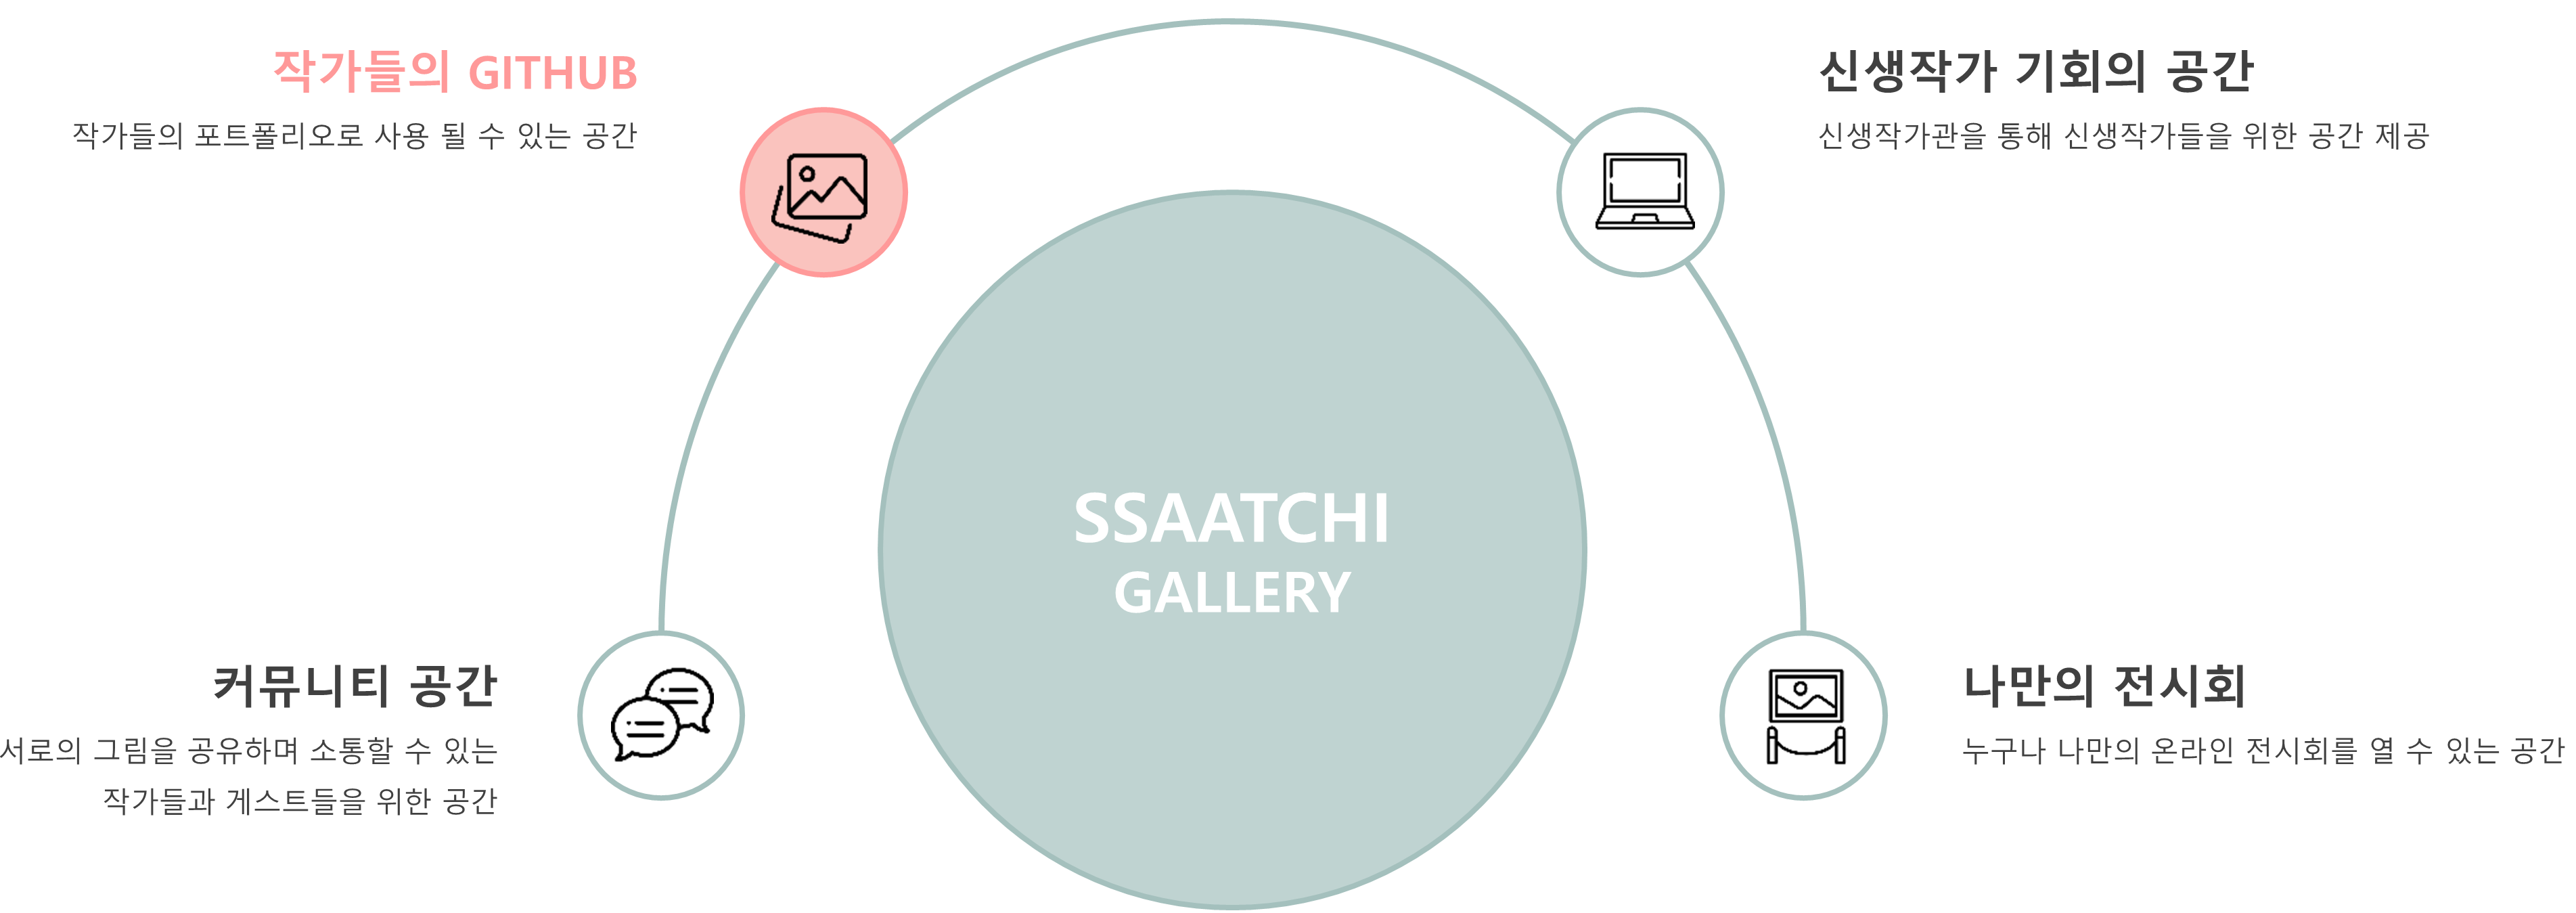 작가들의 GITHUB
작가들의 포트폴리오로 사용 될 수 있는 공간
신생작가 기회의 공간
신생작가관을 통해 신생작가들을 위한 공간 제공
SSAATCHI
GALLERY
커뮤니티 공간
서로의 그림을 공유하며 소통할 수 있는
작가들과 게스트들을 위한 공간
나만의 전시회
누구나 나만의 온라인 전시회를 열 수 있는 공간